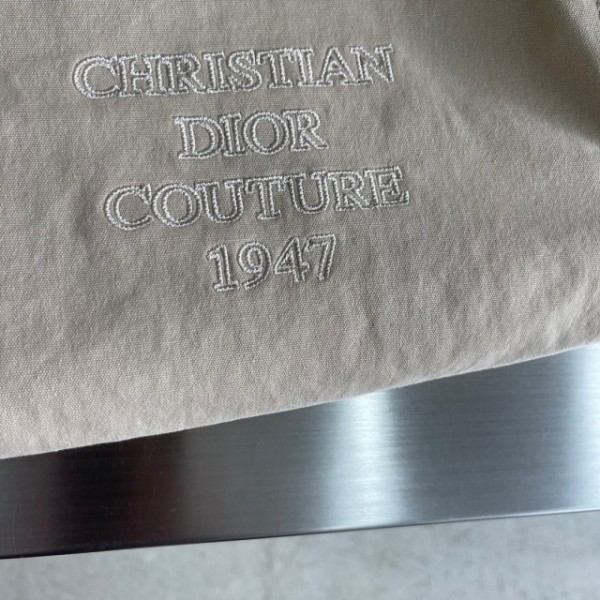 CHRISTIAN
DIOR
COUTURE
1947